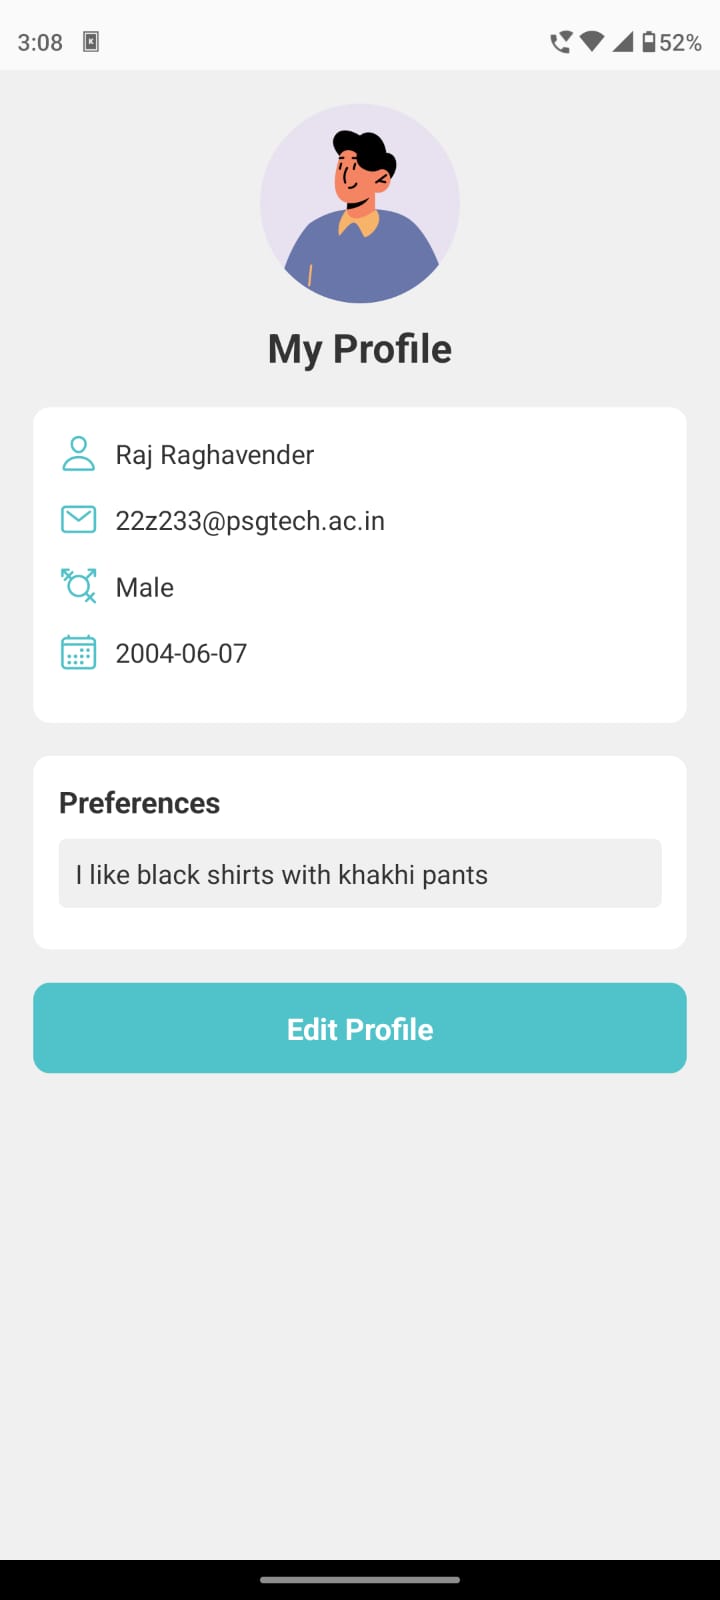 3:08
52%
My Profile
Raj Raghavender
22z233@psgtech.ac.in
Male
2004-06-07
Preferences
I like black shirts with khakhi pants
Edit Profile